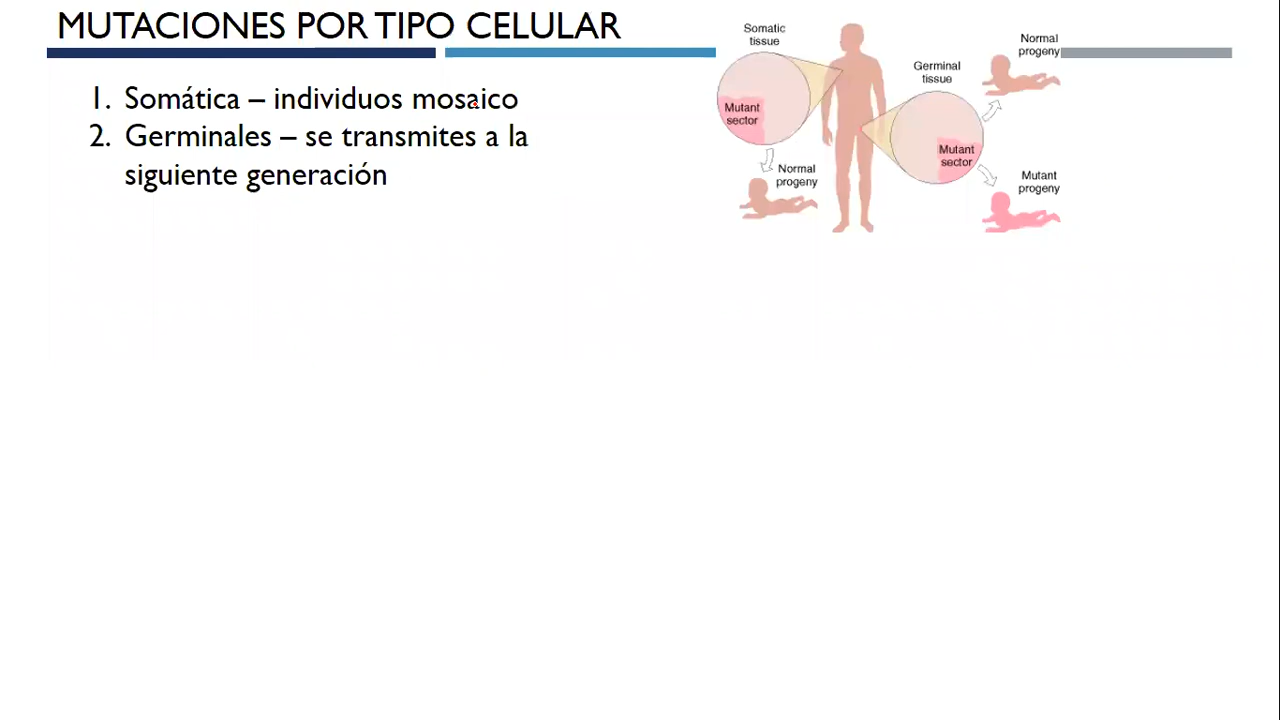 MUTACIONES POR TIPO CELULAR
1. Somática – individuos mosaico
2. Germinales – se transmites a la
siguiente generación
Somatic
tissue
Mutant
sector
Normal
progeny
Germinal
tissue
Mutant
sector
Normal
progeny
Mutant
progeny